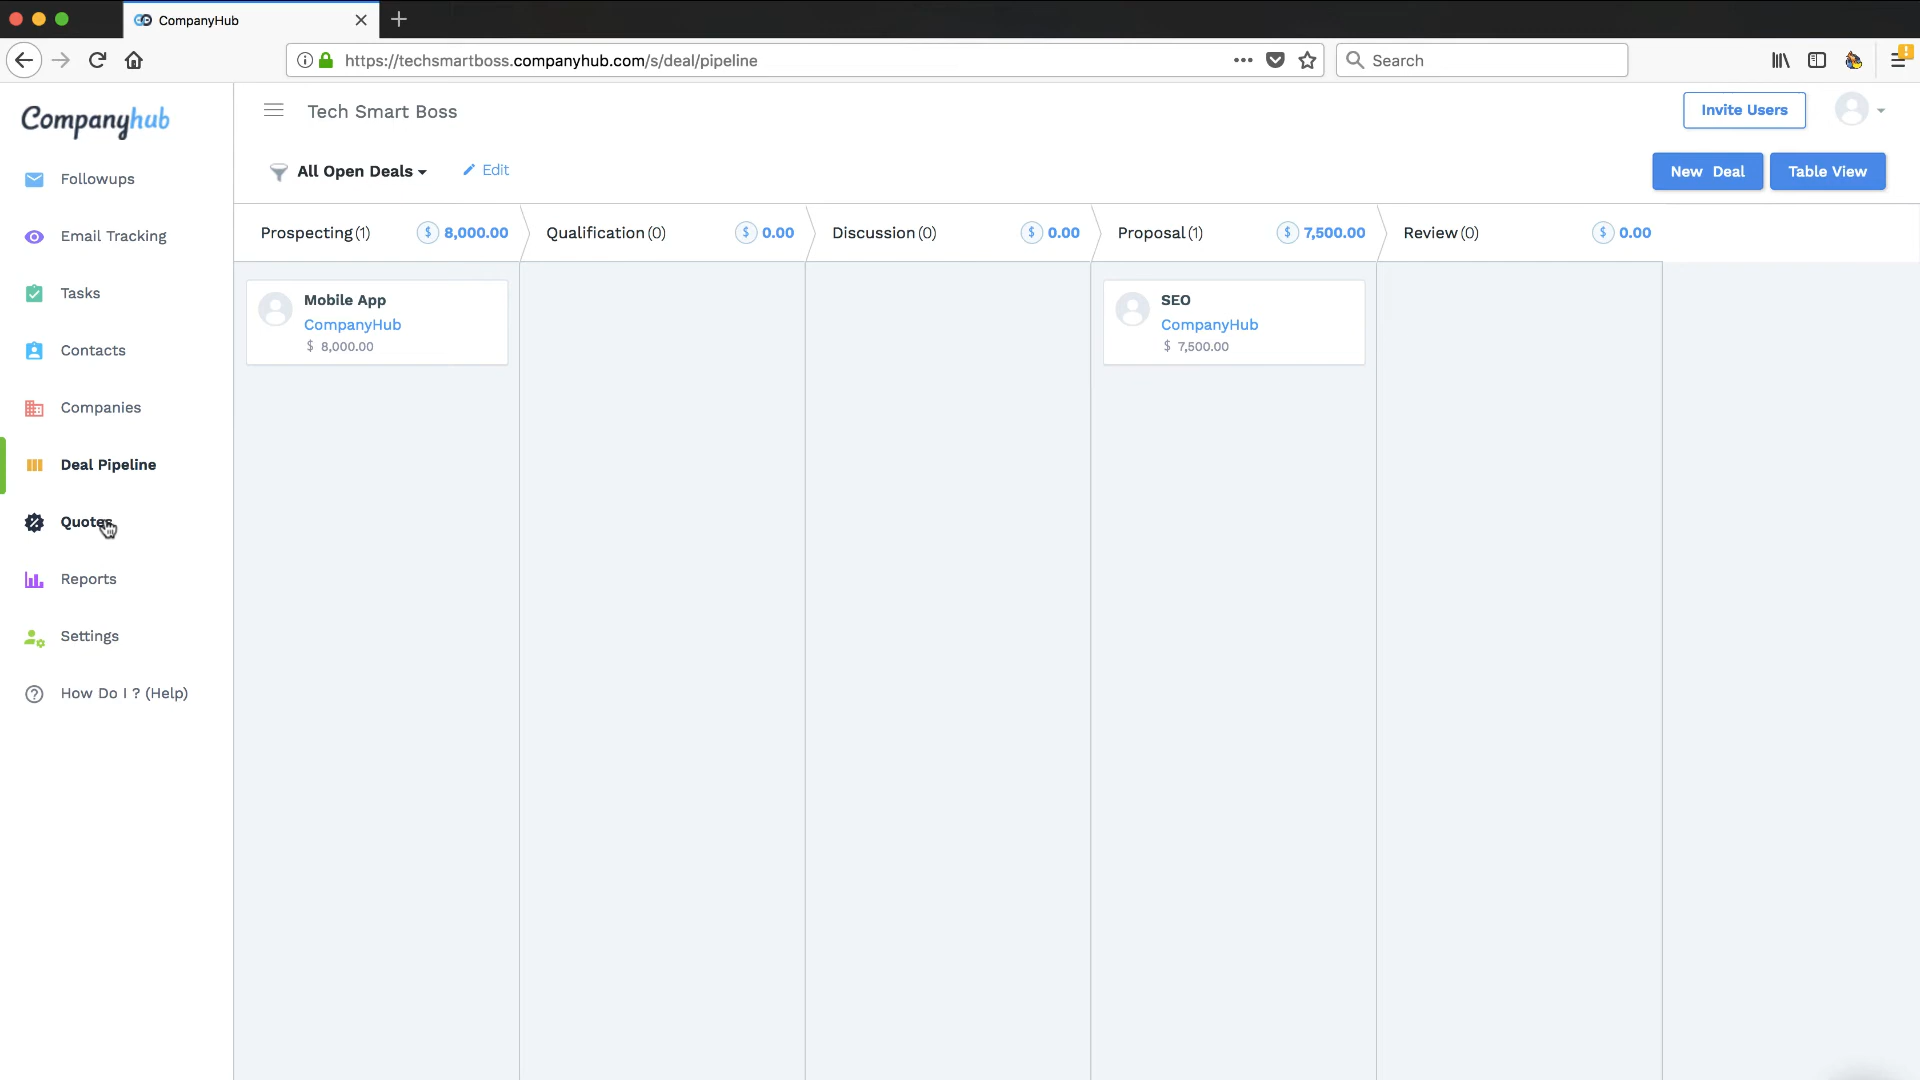 CompanyHub
https://techsmartboss.companyhub.com/s/deal/pipeline
Search
Companyhub
Tech Smart Boss
Invite Users
All Open Deals
Edit
New Deal
Table View
Followups
Email Tracking
Tasks
Contacts
Companies
Deal Pipeline
Quotes
Reports
Settings
How Do I ? (Help)
Prospecting (1) $ 8,000.00
Qualification (0) $ 0.00
Discussion (0) $ 0.00
Proposal (1) $ 7,500.00
Review (0) $ 0.00
Mobile App
CompanyHub
$ 8,000.00
SEO
CompanyHub
$ 7,500.00